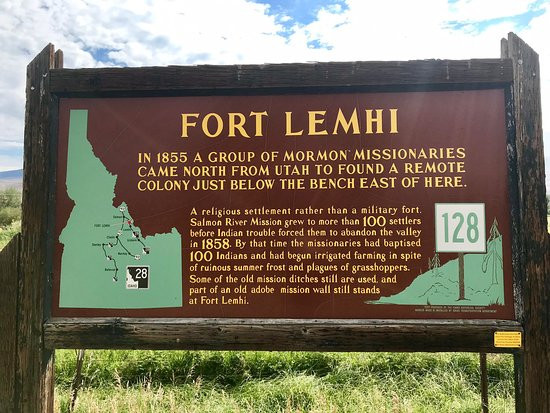 FORT LEMHI
IN 1855 A GROUP OF MORMON MISSIONARIES
CAME NORTH FROM UTAH TO FOUND A REMOTE
COLONY JUST BELOW THE BENCH EAST OF HERE.
A religious settlement rather than a military fort,
Salmon River Mission grew to more than 100 settlers
before Indian trouble forced them to abandon the valley
in 1858. By that time the missionaries had baptised
100 Indians and had begun irrigated farming in spite
of ruinous summer frost and plagues of grasshoppers.
Some of the old mission ditches still are used, and
part of an old adobe mission wall still stands
at Fort Lemhi.
128
FORT LEMHI
28
IDAHO